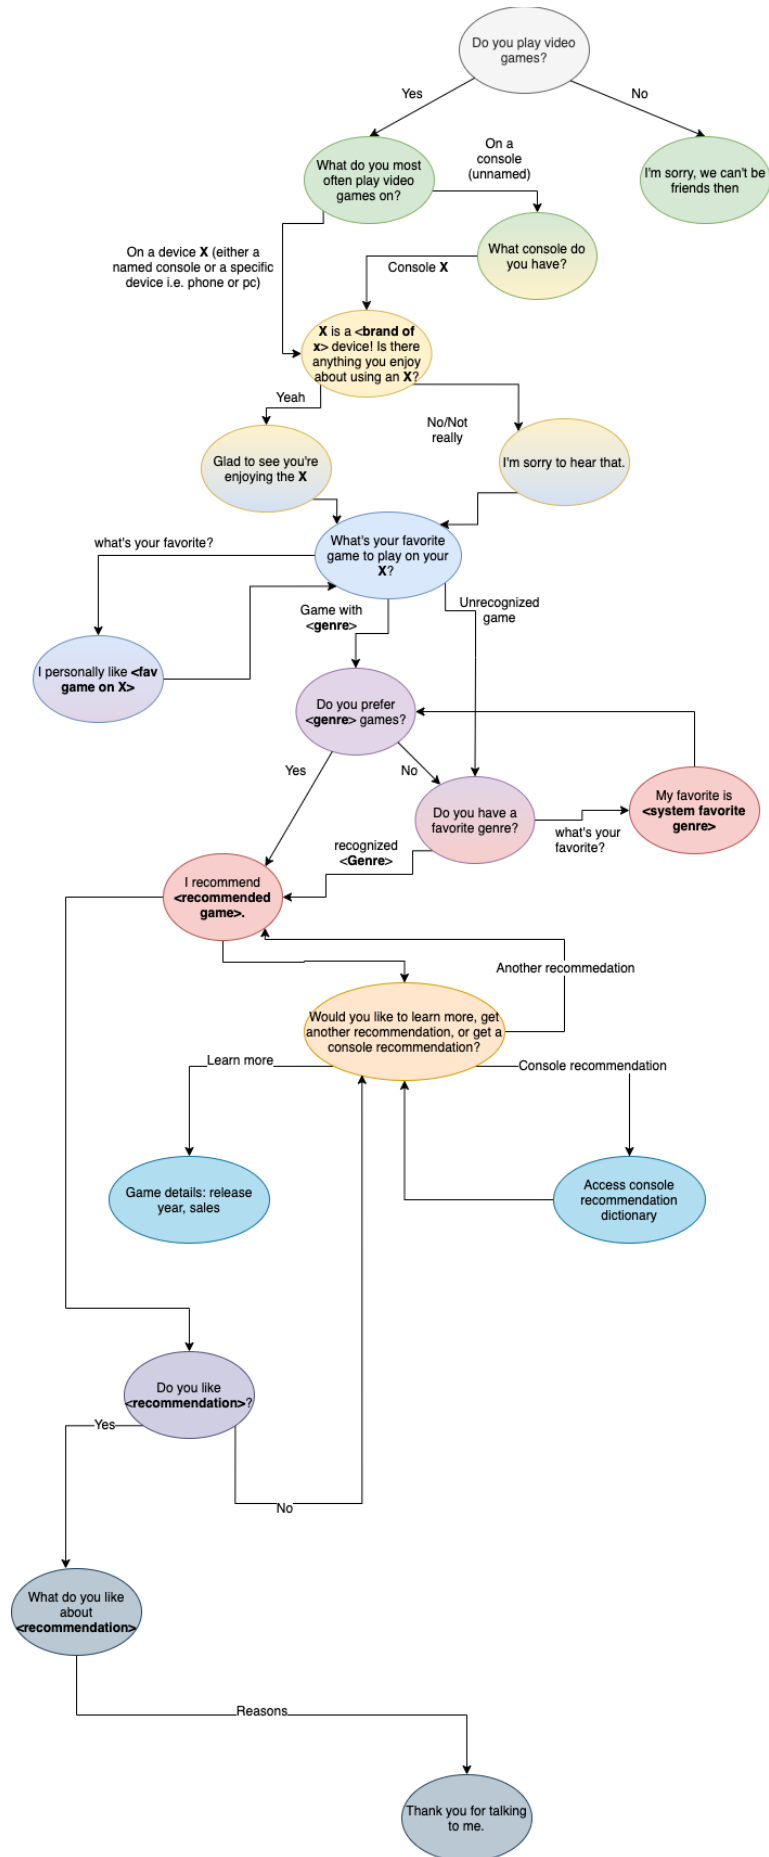 Do you play video
games?
Yes
No
On a
console
(unnamed)
What do you most
often play video
games on?
I'm sorry, we can't be
friends then
On a device X (either a
named console or a specific
device i.e. phone or pc)
What console do
you have?
Console X
X is a <brand of
x> device! Is there
anything you enjoy
about using an X?
Yeah
No/Not
really
Glad to see you're
enjoying the X
I'm sorry to hear that.
what's your favorite?
What's your favorite
game to play on your
X?
Game with
<genre>
Unrecognized
game
I personally like <fav
game on X>
Do you prefer
<genre> games?
Yes
No
Do you have a
favorite genre?
what's your
favorite?
My favorite is
<system favorite
genre>
recognized
<Genre>
I recommend
<recommended
game>.
Another recommedation
Would you like to learn more, get
another recommendation, or get a
console recommendation?
Learn more
Console recommendation
Game details: release
year, sales
Access console
recommendation
dictionary
Do you like
<recommendation>?
Yes
No
What do you like
about
<recommendation>
Reasons
Thank you for talking
to me.